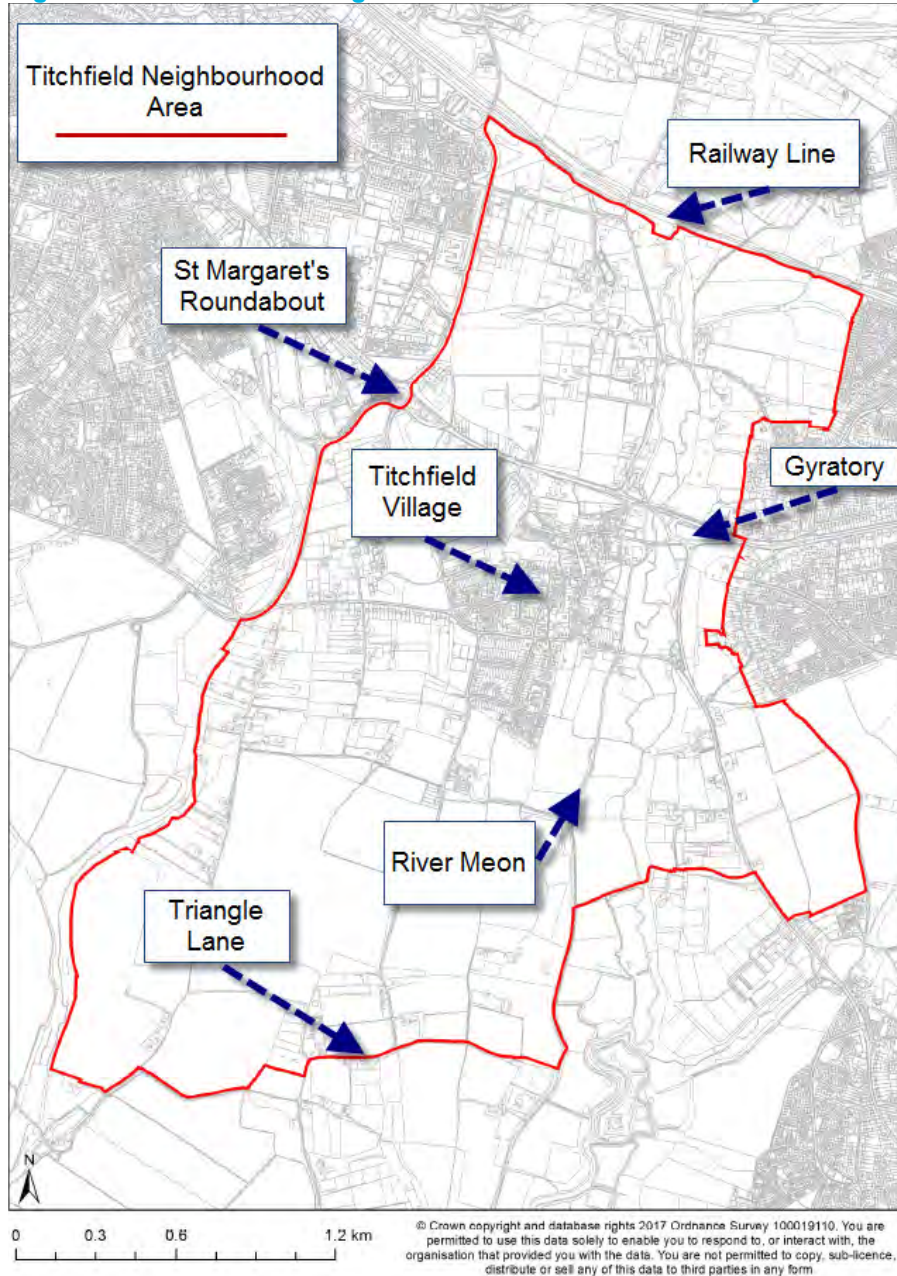 Titchfield Neighbourhood
Area
Railway Line
St Margaret's
Roundabout
Titchfield
Village
Gyratory
River Meon
Triangle
Lane
N
0 0.3 0.6 1.2 km
© Crown copyright and database rights 2017 Ordnance Survey 100019110. You are
permitted to use this data solely to enable you to respond to, or interact with, the
organisation that provided you with the data. You are not permitted to copy, sub-licence,
distribute or sell any of this data to third parties in any form